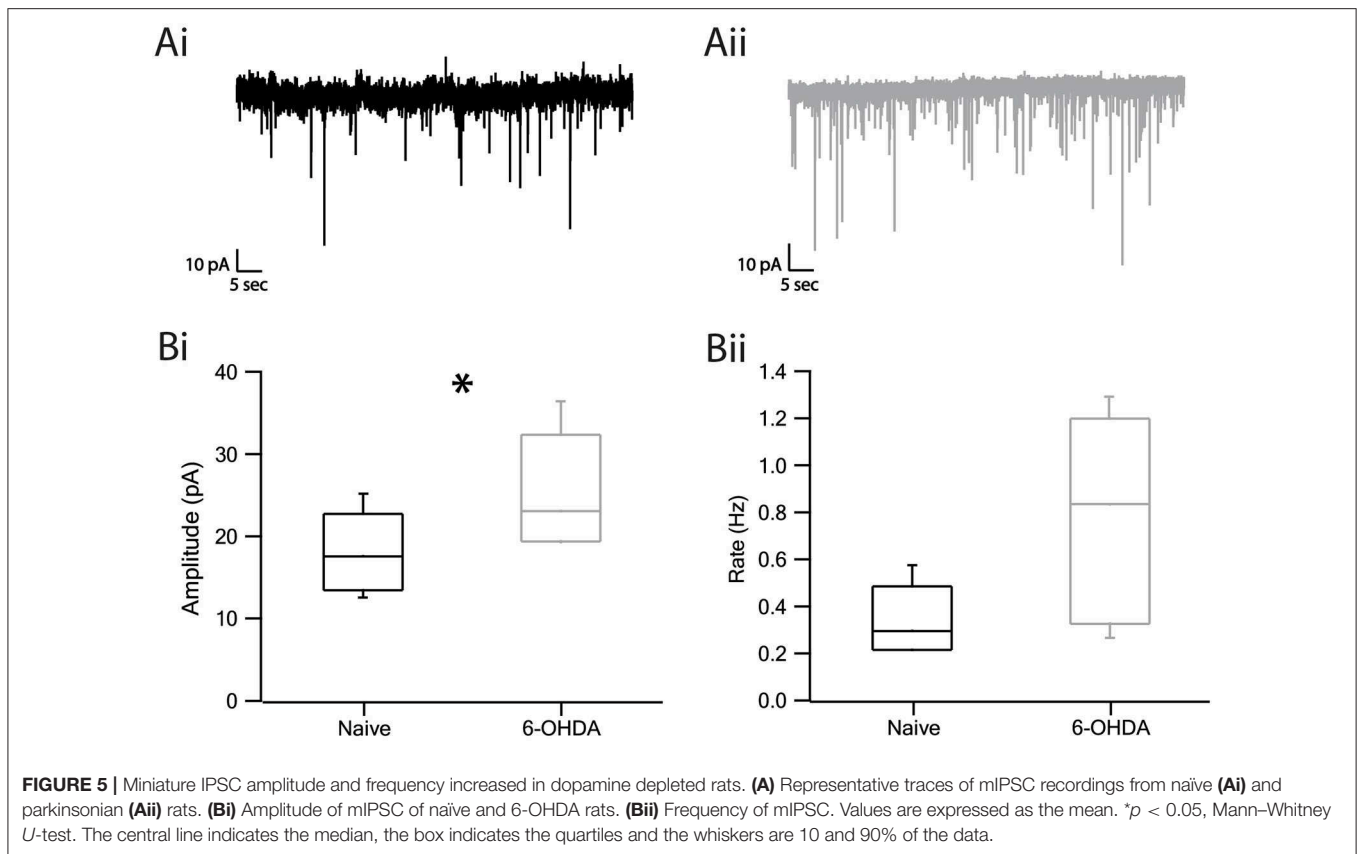 Ai
Aii
10 pA
5 sec
10 pA
5 sec
Bi
Bii
40
30
20
10
0
Amplitude (pA)
*
Naive
6-OHDA
1.4
1.2
1.0
0.8
0.6
0.4
0.2
0.0
Rate (Hz)
Naive
6-OHDA
FIGURE 5 | Miniature IPSC amplitude and frequency increased in dopamine depleted rats. (A) Representative traces of mIPSC recordings from naïve (Ai) and
parkinsonian (Aii) rats. (Bi) Amplitude of mIPSC of naïve and 6-OHDA rats. (Bii) Frequency of mIPSC. Values are expressed as the mean. *p < 0.05, Mann–Whitney
U-test. The central line indicates the median, the box indicates the quartiles and the whiskers are 10 and 90% of the data.